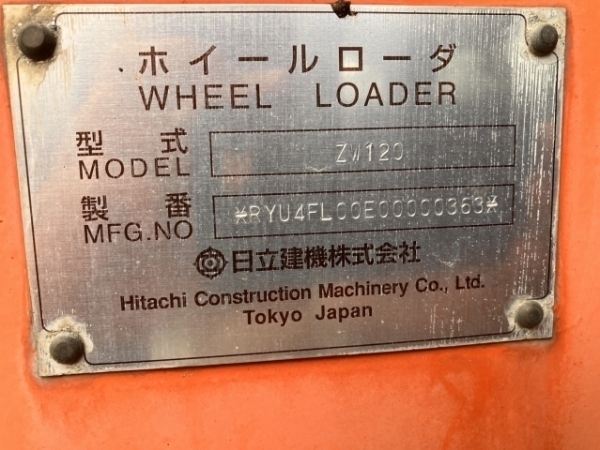 ホイールローダ
WHEEL LOADER
型式 ZW120
MODEL
製番 *RYU4FL00E00000363*
MFG.NO
日立建機株式会社
Hitachi Construction Machinery Co., Ltd.
Tokyo Japan